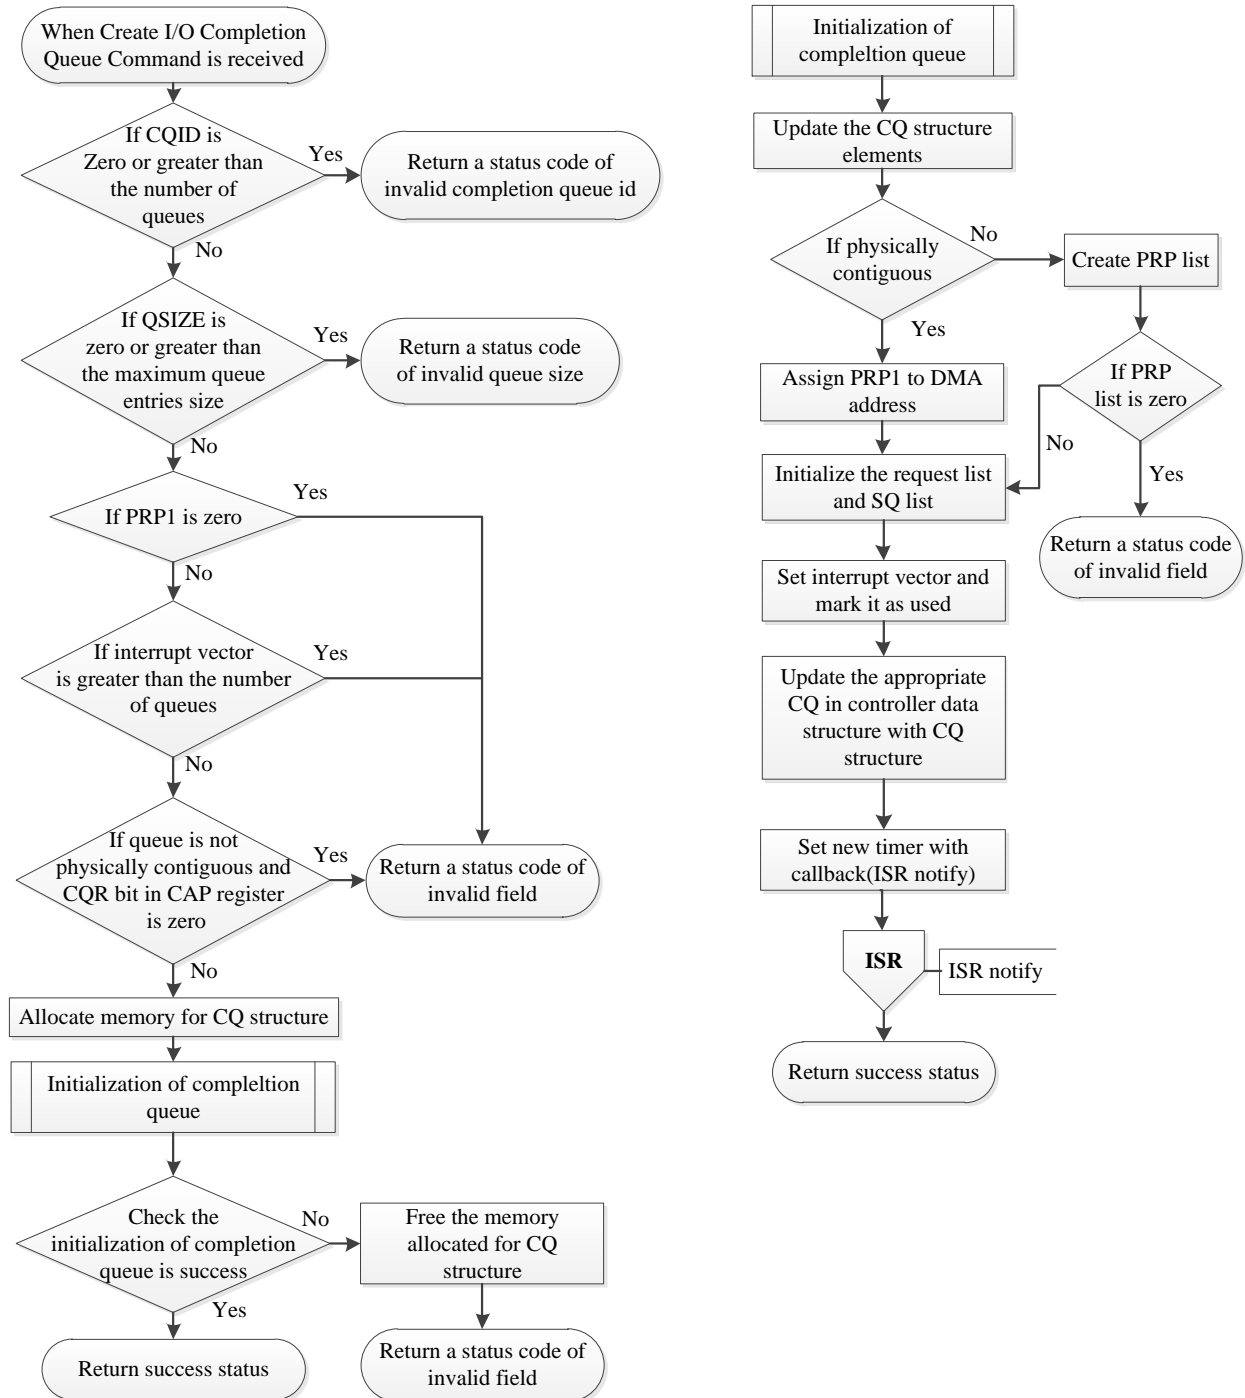 When Create I/O Completion
Queue Command is received
If CQID is
Zero or greater than
the number of
queues
Yes
Return a status code of
invalid completion queue id
No
If QSIZE is
zero or greater than
the maximum queue
entries size
Yes
Return a status code
of invalid queue size
No
If PRP1 is zero
Yes
No
If interrupt vector
is greater than the number
of queues
Yes
No
If queue is not
physically contiguous and
CQR bit in CAP register
is zero
Yes
Return a status code of
invalid field
No
Allocate memory for CQ structure
Initialization of compleltion
queue
Check the
initialization of completion
queue is success
No
Free the memory
allocated for CQ
structure
Yes
Return success status
Return a status code of
invalid field
Initialization of
compleltion queue
Update the CQ structure
elements
If physically
contiguous
No
Create PRP list
Yes
If PRP
list is zero
Assign PRP1 to DMA
address
No
Yes
Initialize the request list
and SQ list
Return a status code
of invalid field
Set interrupt vector and
mark it as used
Update the appropriate
CQ in controller data
structure with CQ
structure
Set new timer with
callback(ISR notify)
ISR
ISR notify
Return success status